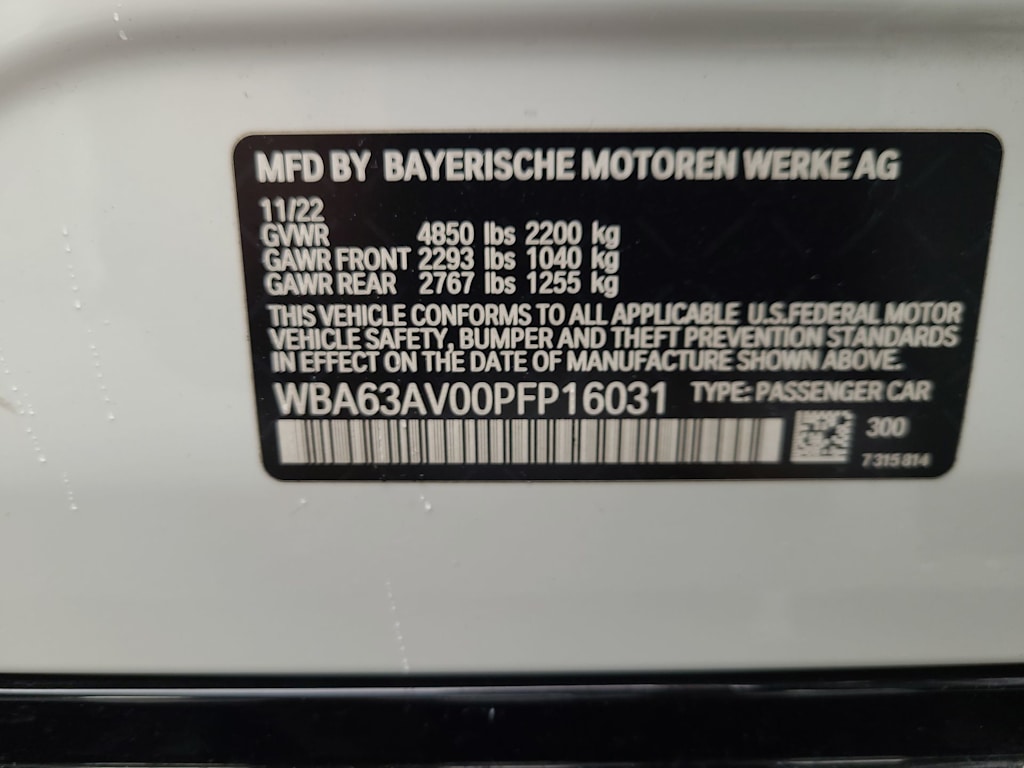 MFD BY BAYERISCHE MOTOREN WERKE AG
11/22
GVWR 4850 lbs 2200 kg
GAWR FRONT 2293 lbs 1040 kg
GAWR REAR 2767 lbs 1255 kg
THIS VEHICLE CONFORMS TO ALL APPLICABLE U.S.FEDERAL MOTOR
VEHICLE SAFETY, BUMPER AND THEFT PREVENTION STANDARDS
IN EFFECT ON THE DATE OF MANUFACTURE SHOWN ABOVE.
WBA63AV00PFP16031 TYPE: PASSENGER CAR
300
7315814